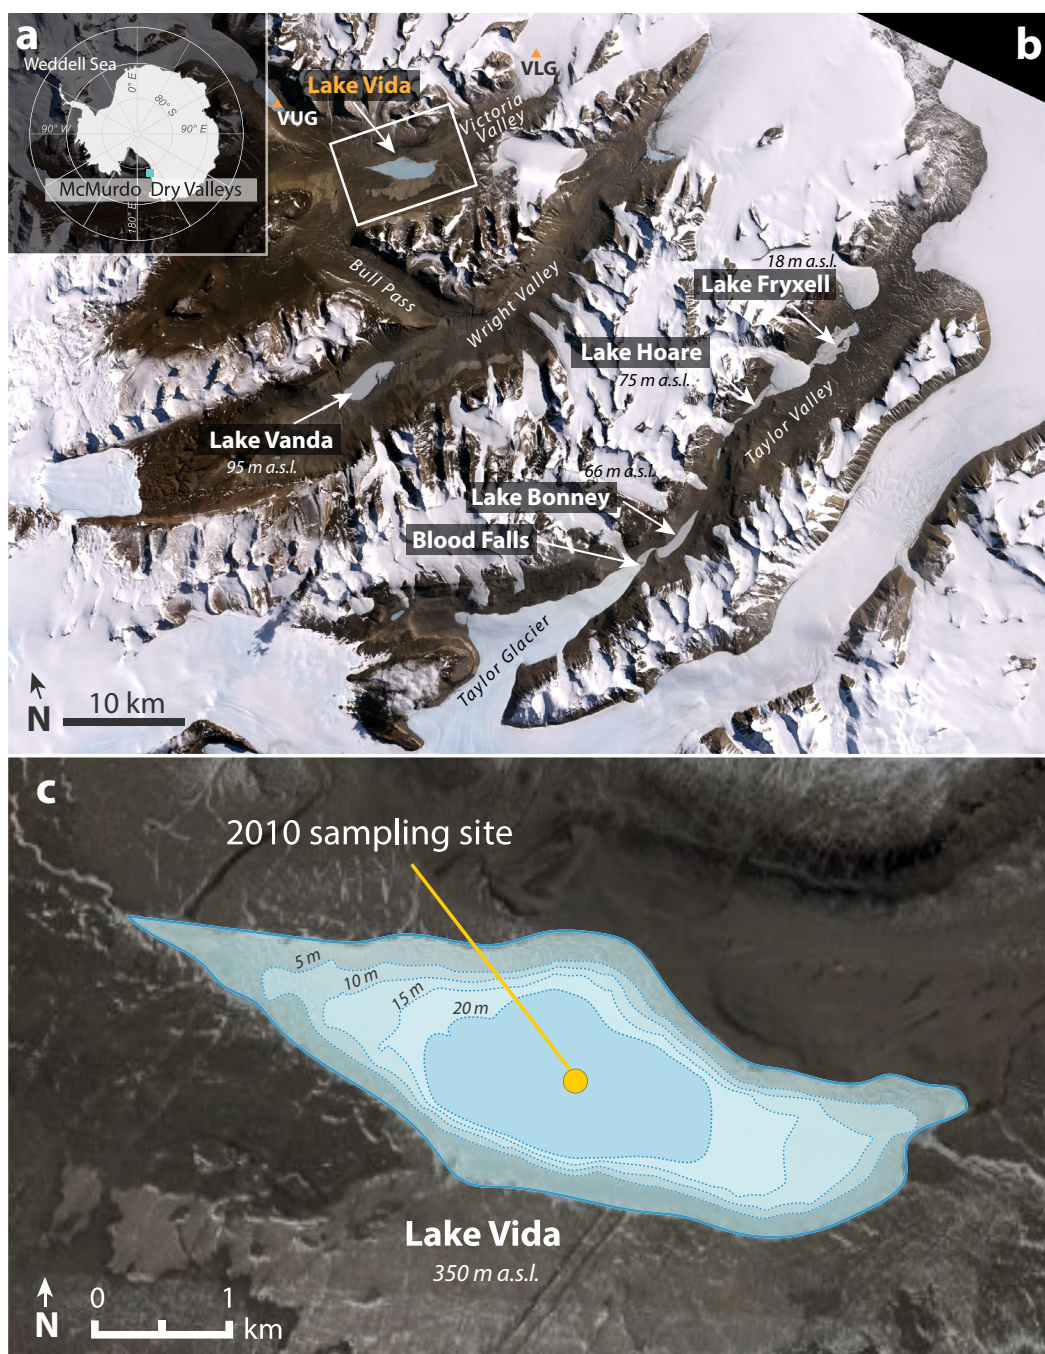 a
Weddell Sea
0° E
80° S
90° W
90° E
McMurdo Dry Valleys
180° E
b
VLG
Lake Vida
VUG
Victoria
Valley
Bull Pass
Wright Valley
18 m a.s.l.
Lake Fryxell
Lake Hoare
75 m a.s.l.
Taylor Valley
Lake Vanda
95 m a.s.l.
66 m a.s.l.
Lake Bonney
Blood Falls
Taylor Glacier
N
10 km
c
2010 sampling site
5 m
10 m
15 m
20 m
Lake Vida
350 m a.s.l.
N
0 1
km